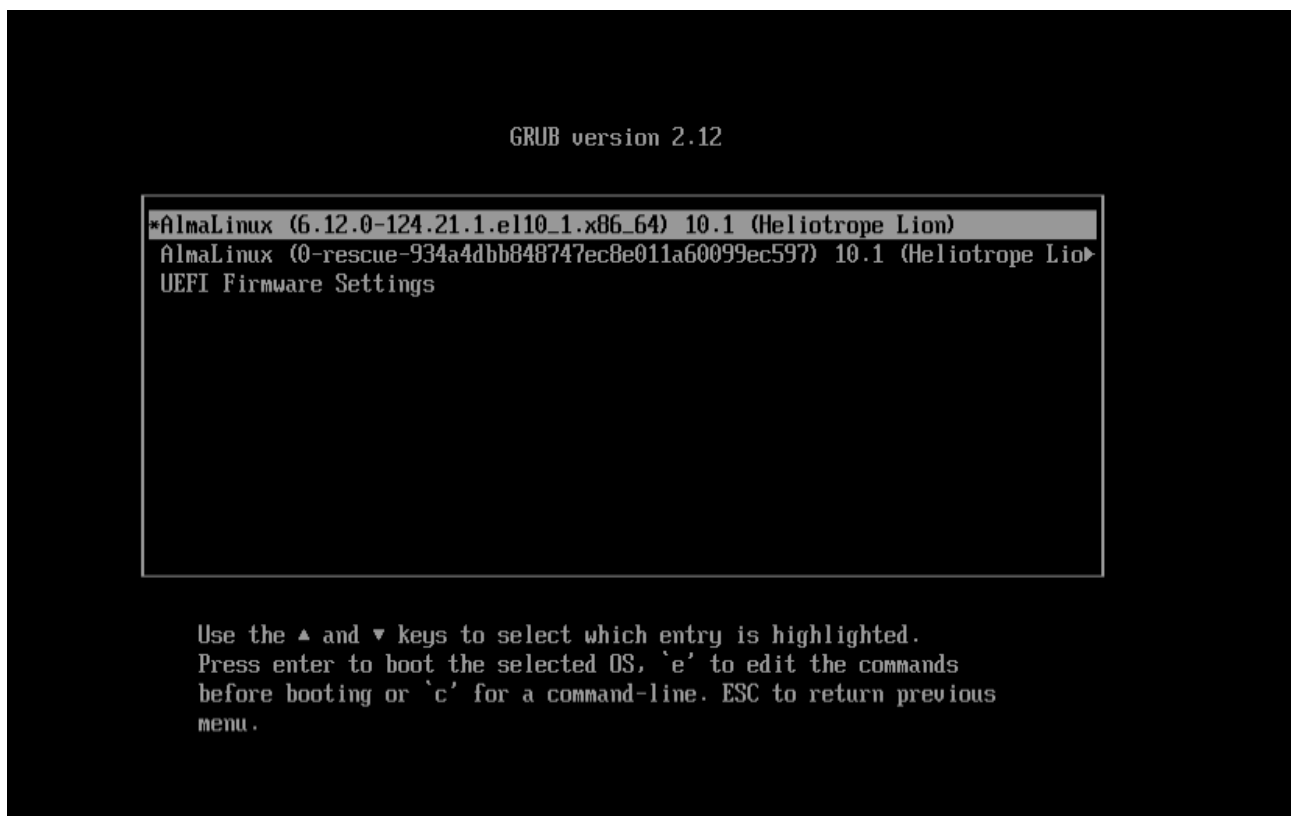 GRUB version 2.12
*AlmaLinux (6.12.0-124.21.1.el10_1.x86_64) 10.1 (Heliotrope Lion)
AlmaLinux (0-rescue-934a4dbb848747ec8e011a60099ec597) 10.1 (Heliotrope Lio▶
UEFI Firmware Settings
Use the ▲ and ▼ keys to select which entry is highlighted.
Press enter to boot the selected OS, `e' to edit the commands
before booting or `c' for a command-line. ESC to return previous
menu.